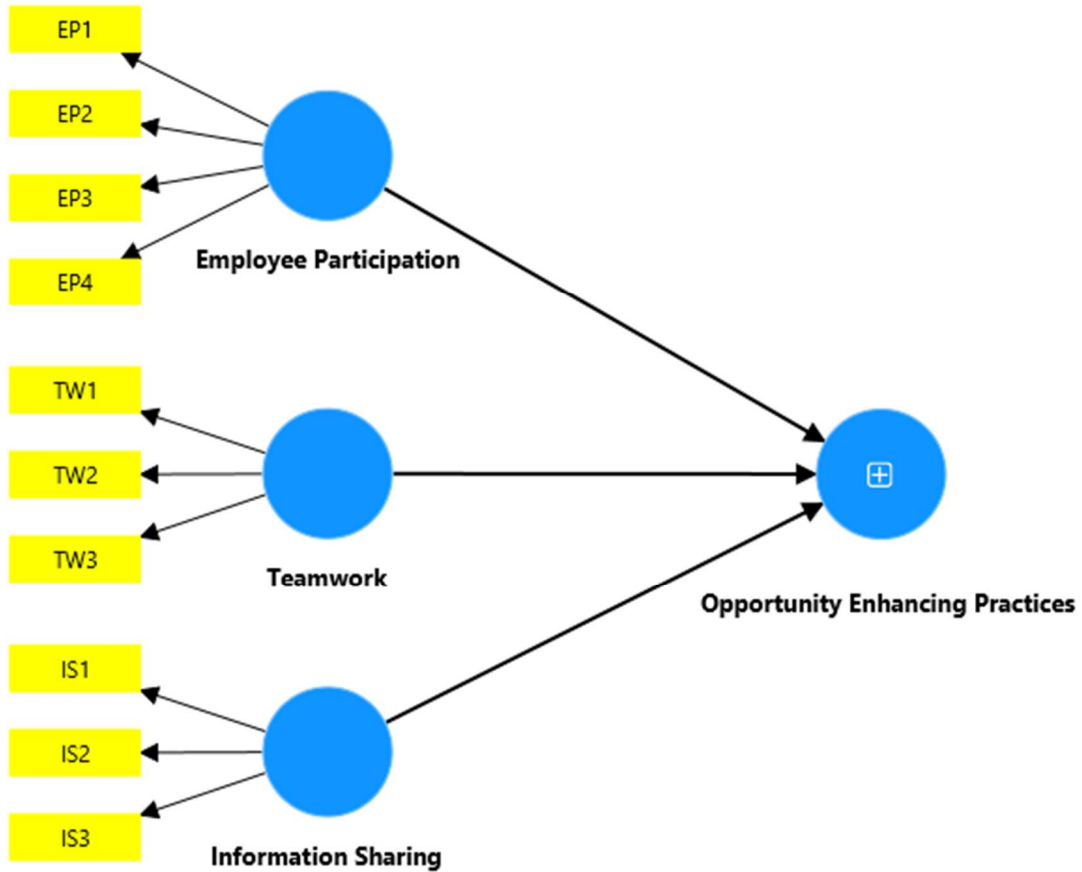 EP1
EP2
EP3
EP4
Employee Participation
TW1
TW2
TW3
Teamwork
Opportunity Enhancing Practices
IS1
IS2
IS3
Information Sharing